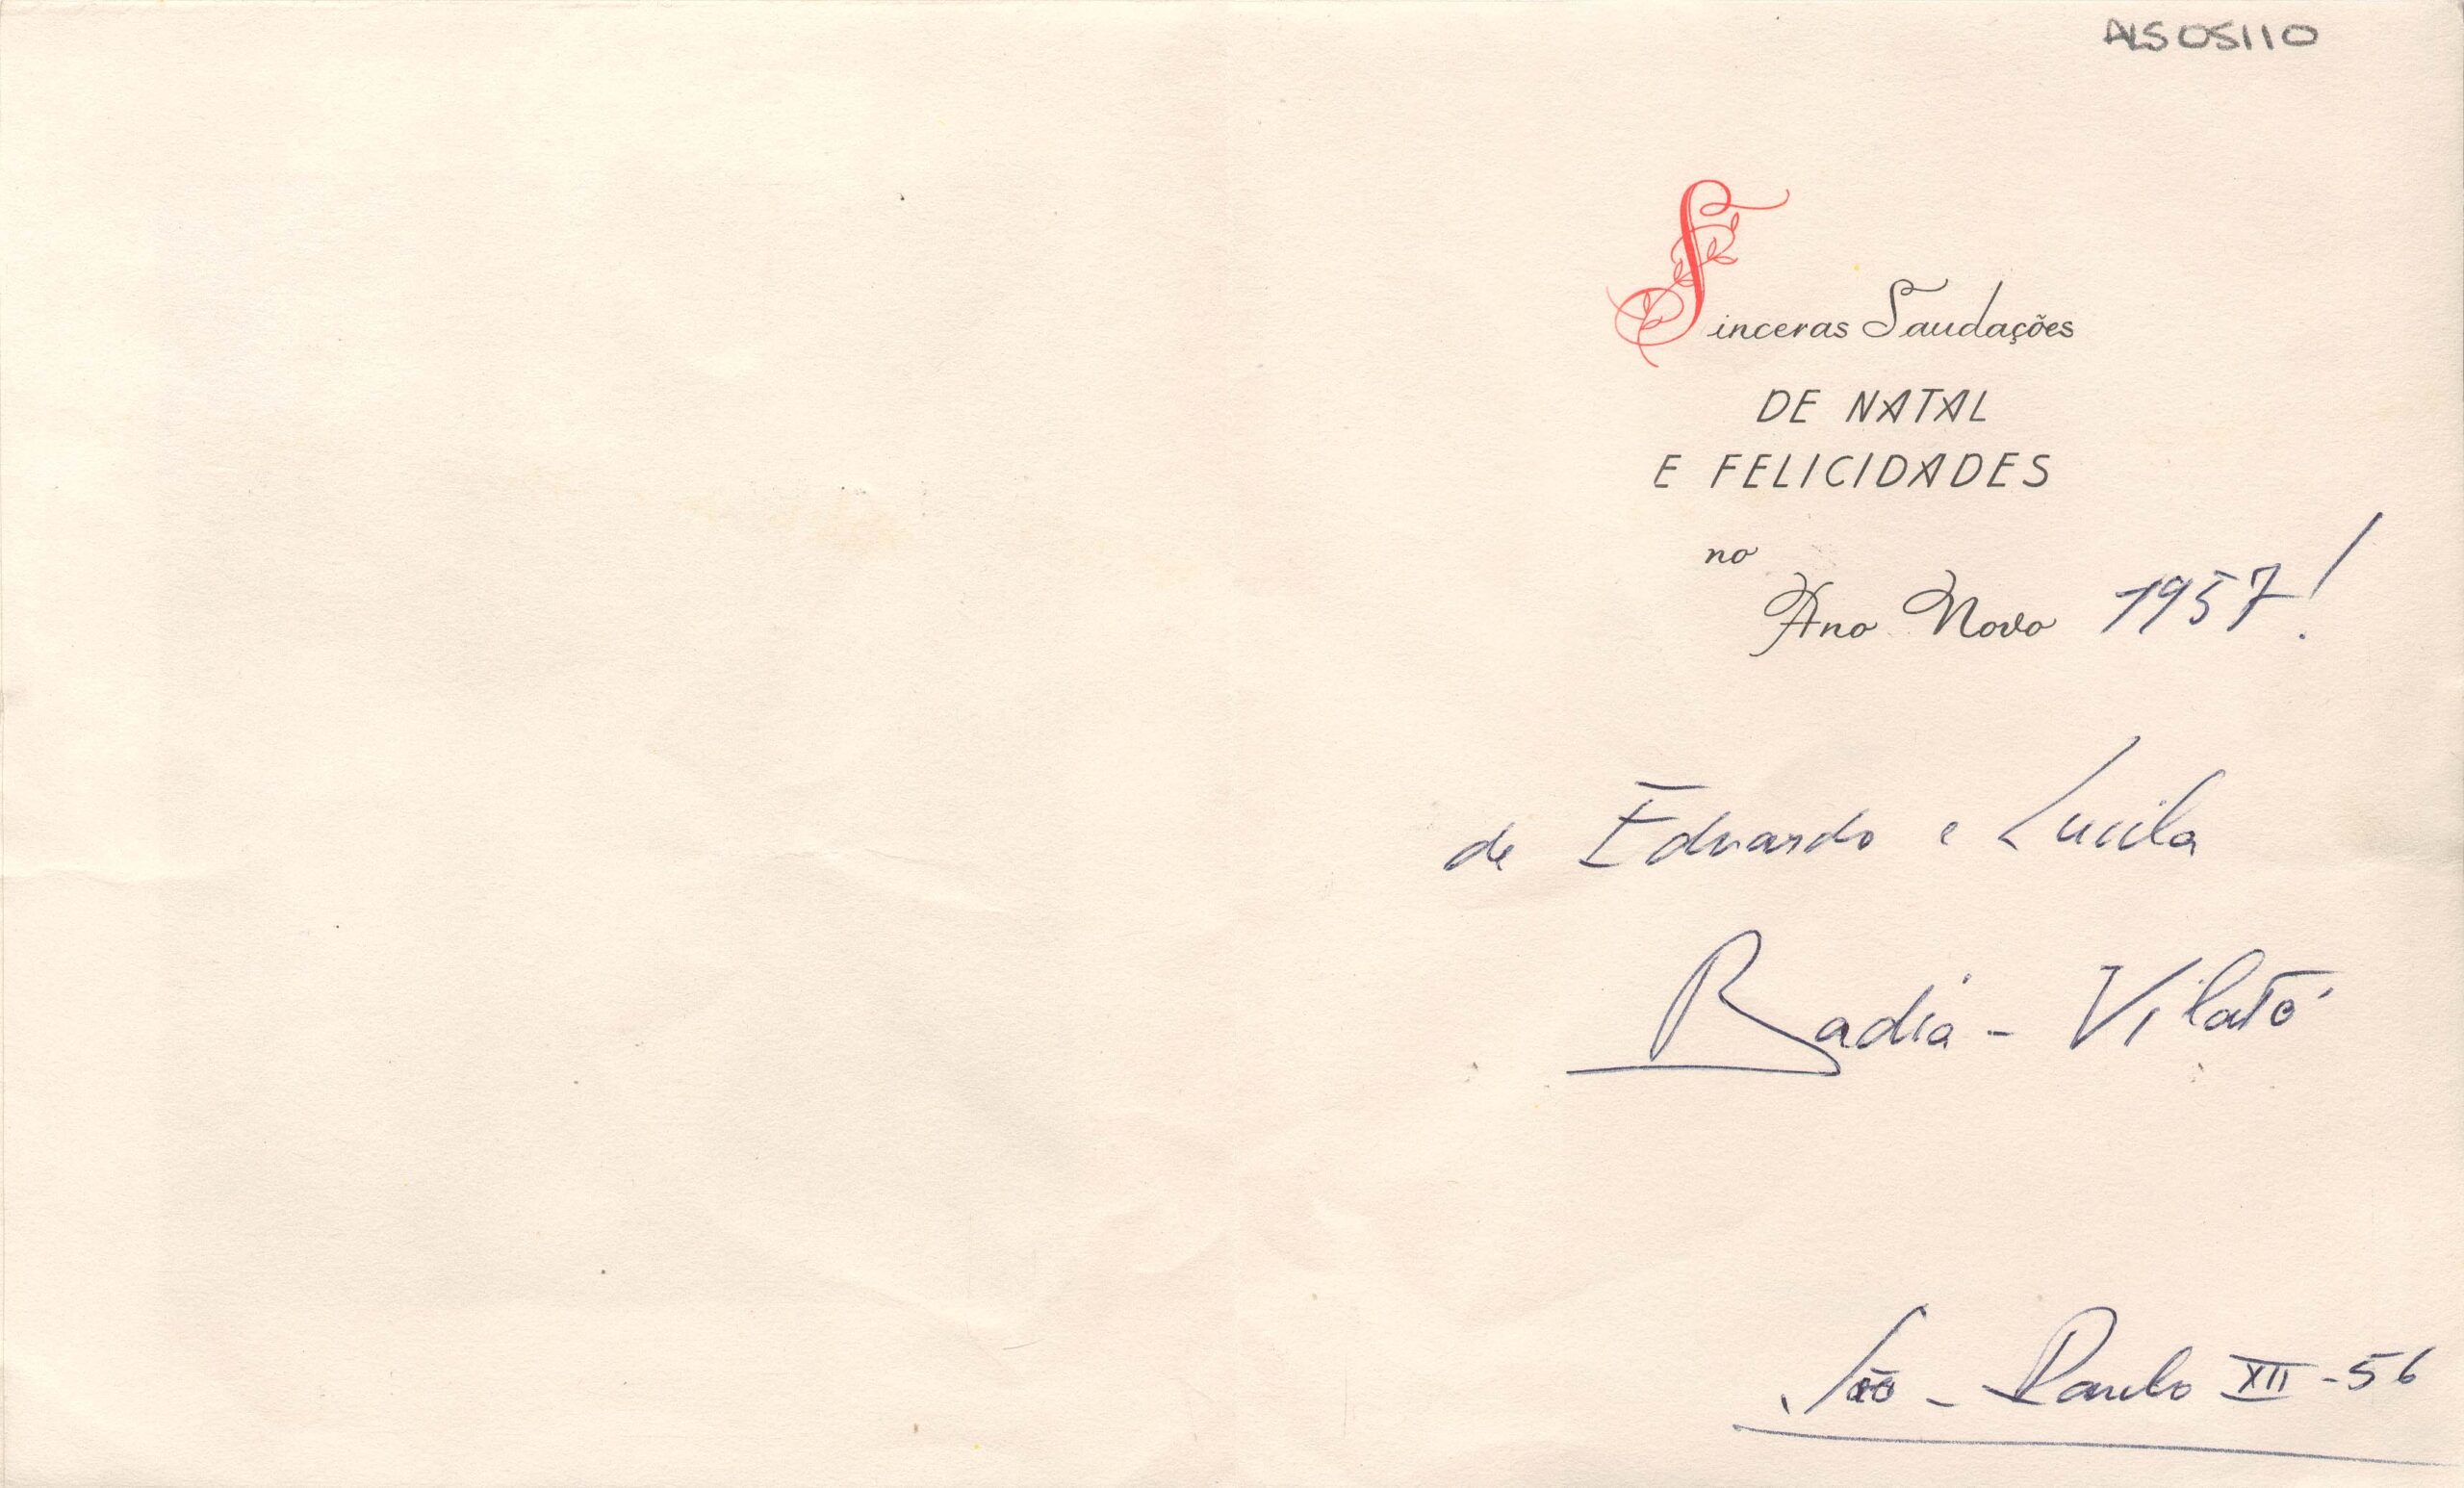 ALS05110
Sinceras Saudações
DE NATAL
E FELICIDADES
no
Ano Novo 1957!
de Eduardo e Lucila
Badia - Vilató
São - Paulo XII - 56